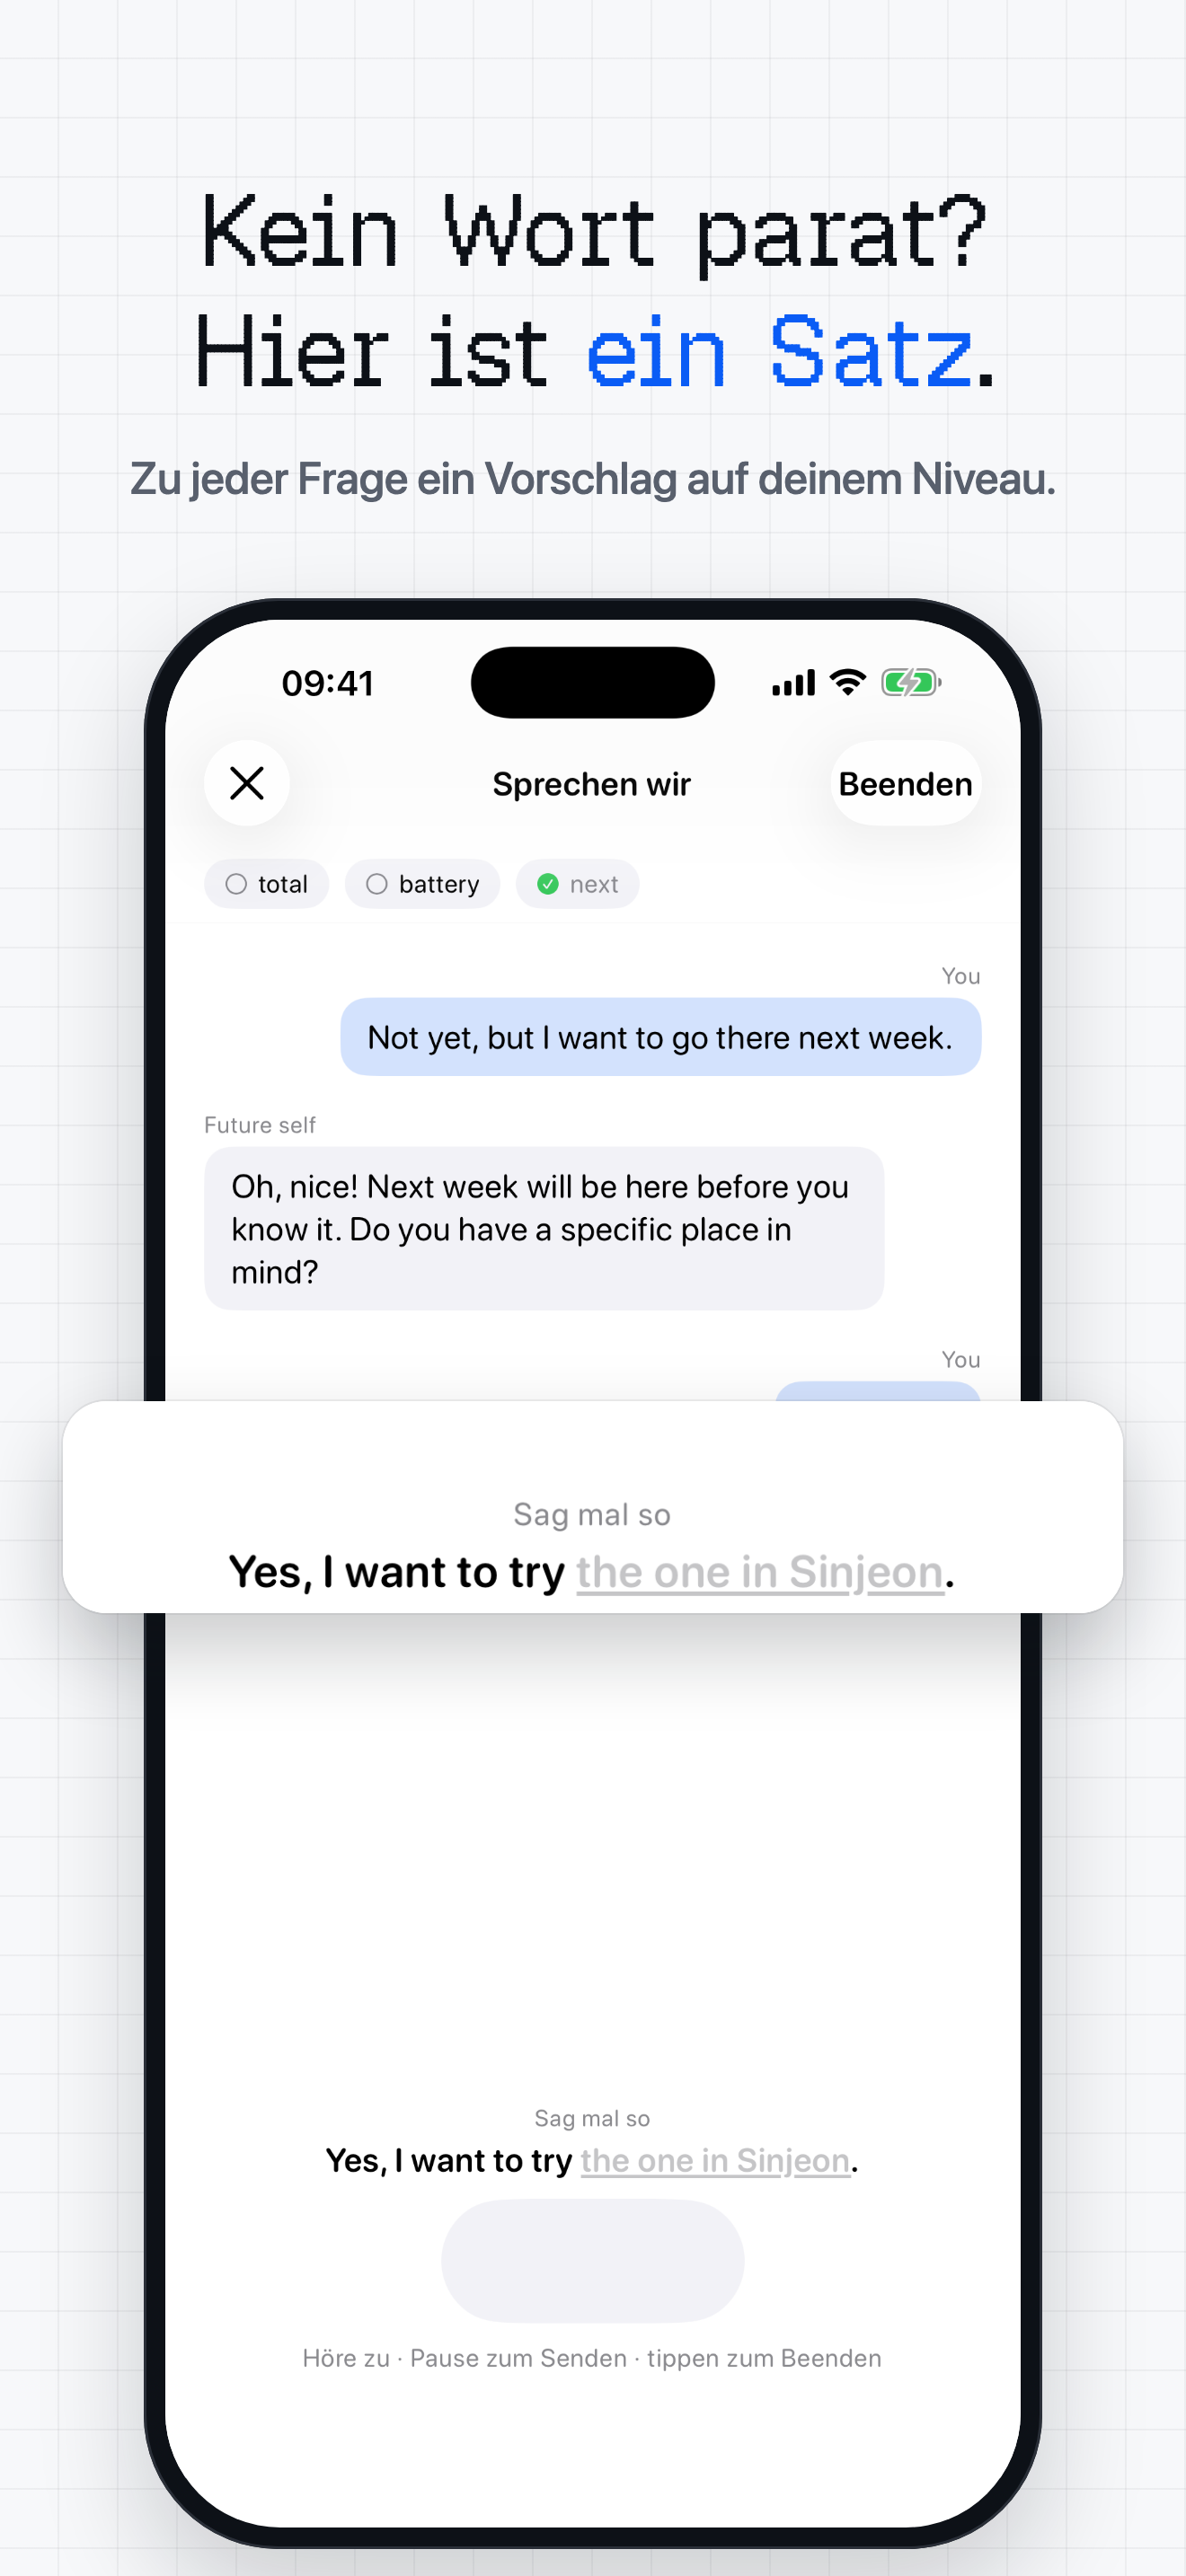 Kein Wort parat?
Hier ist ein Satz.
Zu jeder Frage ein Vorschlag auf deinem Niveau.
09:41
Sprechen wir
Beenden
total
battery
next
You
Not yet, but I want to go there next week.
Future self
Oh, nice! Next week will be here before you
know it. Do you have a specific place in
mind?
You
Sag mal so
Yes, I want to try the one in Sinjeon.
Sag mal so
Yes, I want to try the one in Sinjeon.
Höre zu · Pause zum Senden · tippen zum Beenden